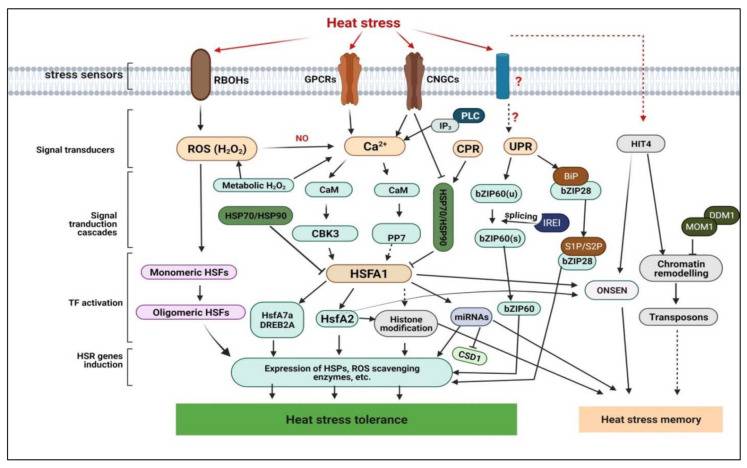 Heat stress
stress sensors
RBOHs
GPCRs
CNGCs
?
?
Signal transducers
ROS (H₂O₂)
NO
Ca²⁺
IP₃
PLC
CPR
UPR
HIT4
Metabolic H₂O₂
BiP
bZIP28
Signal
tranduction
cascades
HSP70/HSP90
CaM
CaM
HSP70/HSP90
bZIP60(u)
splicing
IREI
CBK3
PP7
bZIP60(s)
S1P/S2P
bZIP28
DDM1
MOM1
TF activation
Monomeric HSFs
HSFA1
Chromatin
remodelling
Oligomeric HSFs
HsfA7a
DREB2A
HsfA2
Histone
modification
miRNAs
bZIP60
ONSEN
Transposons
CSD1
HSR genes
induction
Expression of HSPs, ROS scavenging
enzymes, etc.
Heat stress tolerance
Heat stress memory